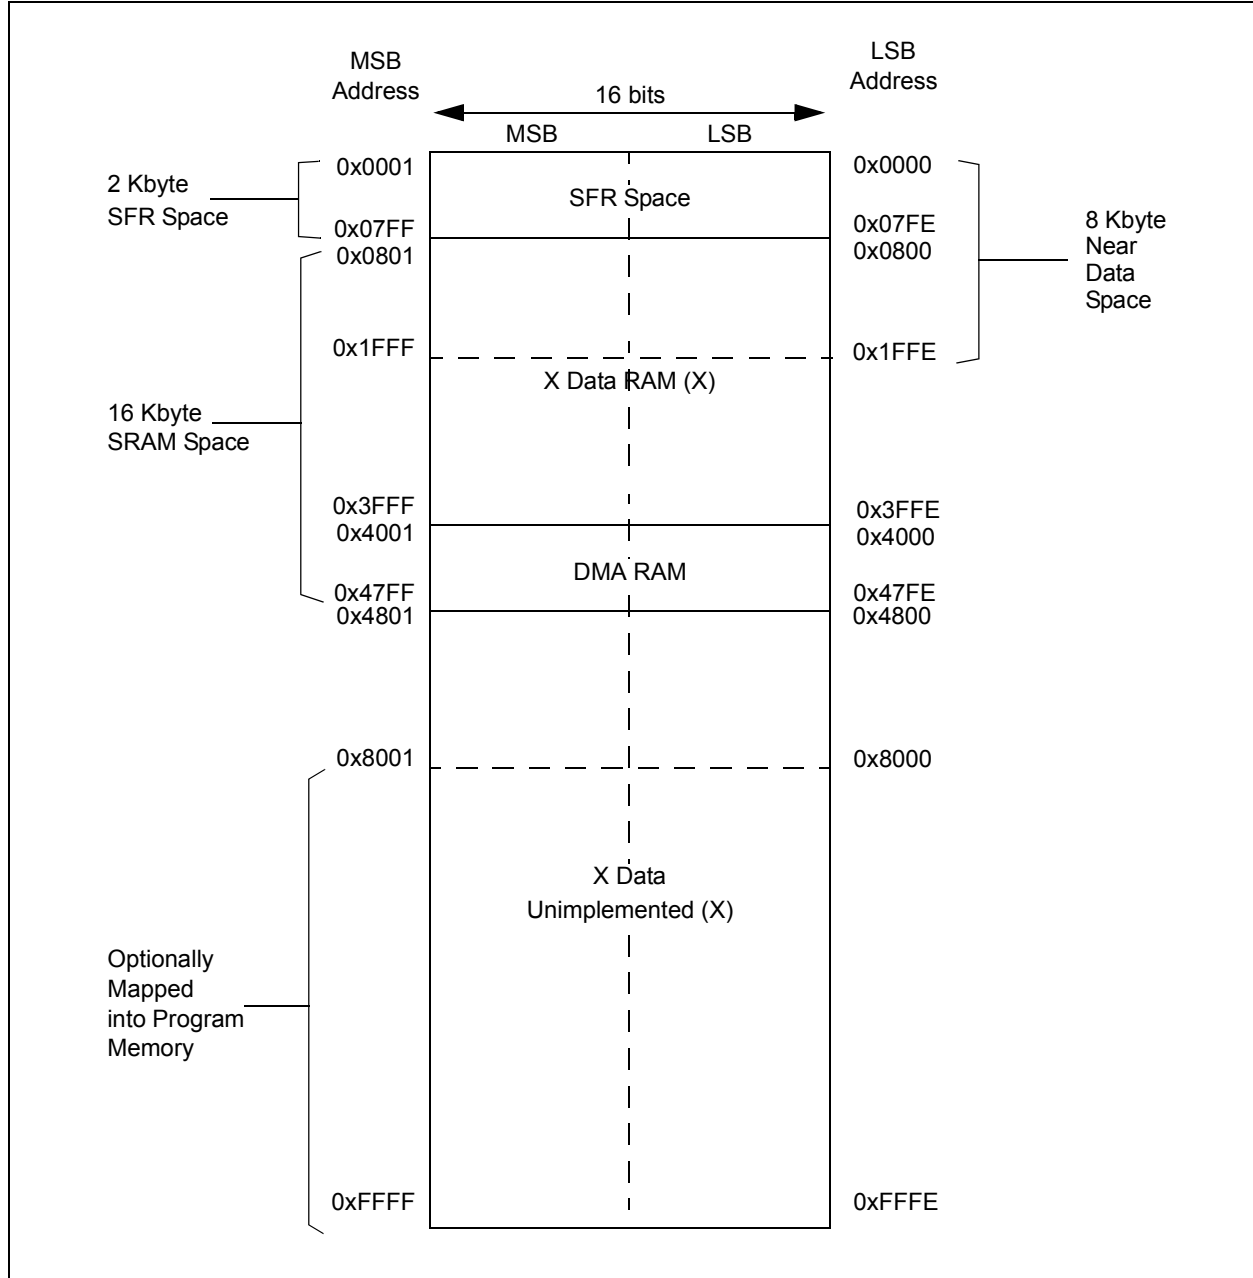 MSB
Address
LSB
Address
16 bits
MSB
LSB
0x0001
0x0000
2 Kbyte
SFR Space
SFR Space
0x07FF
0x07FE
0x0801
0x0800
8 Kbyte
Near
Data
Space
0x1FFF
0x1FFE
X Data RAM (X)
16 Kbyte
SRAM Space
0x3FFF
0x3FFE
0x4001
0x4000
DMA RAM
0x47FF
0x47FE
0x4801
0x4800
0x8001
0x8000
X Data
Unimplemented (X)
Optionally
Mapped
into Program
Memory
0xFFFF
0xFFFE